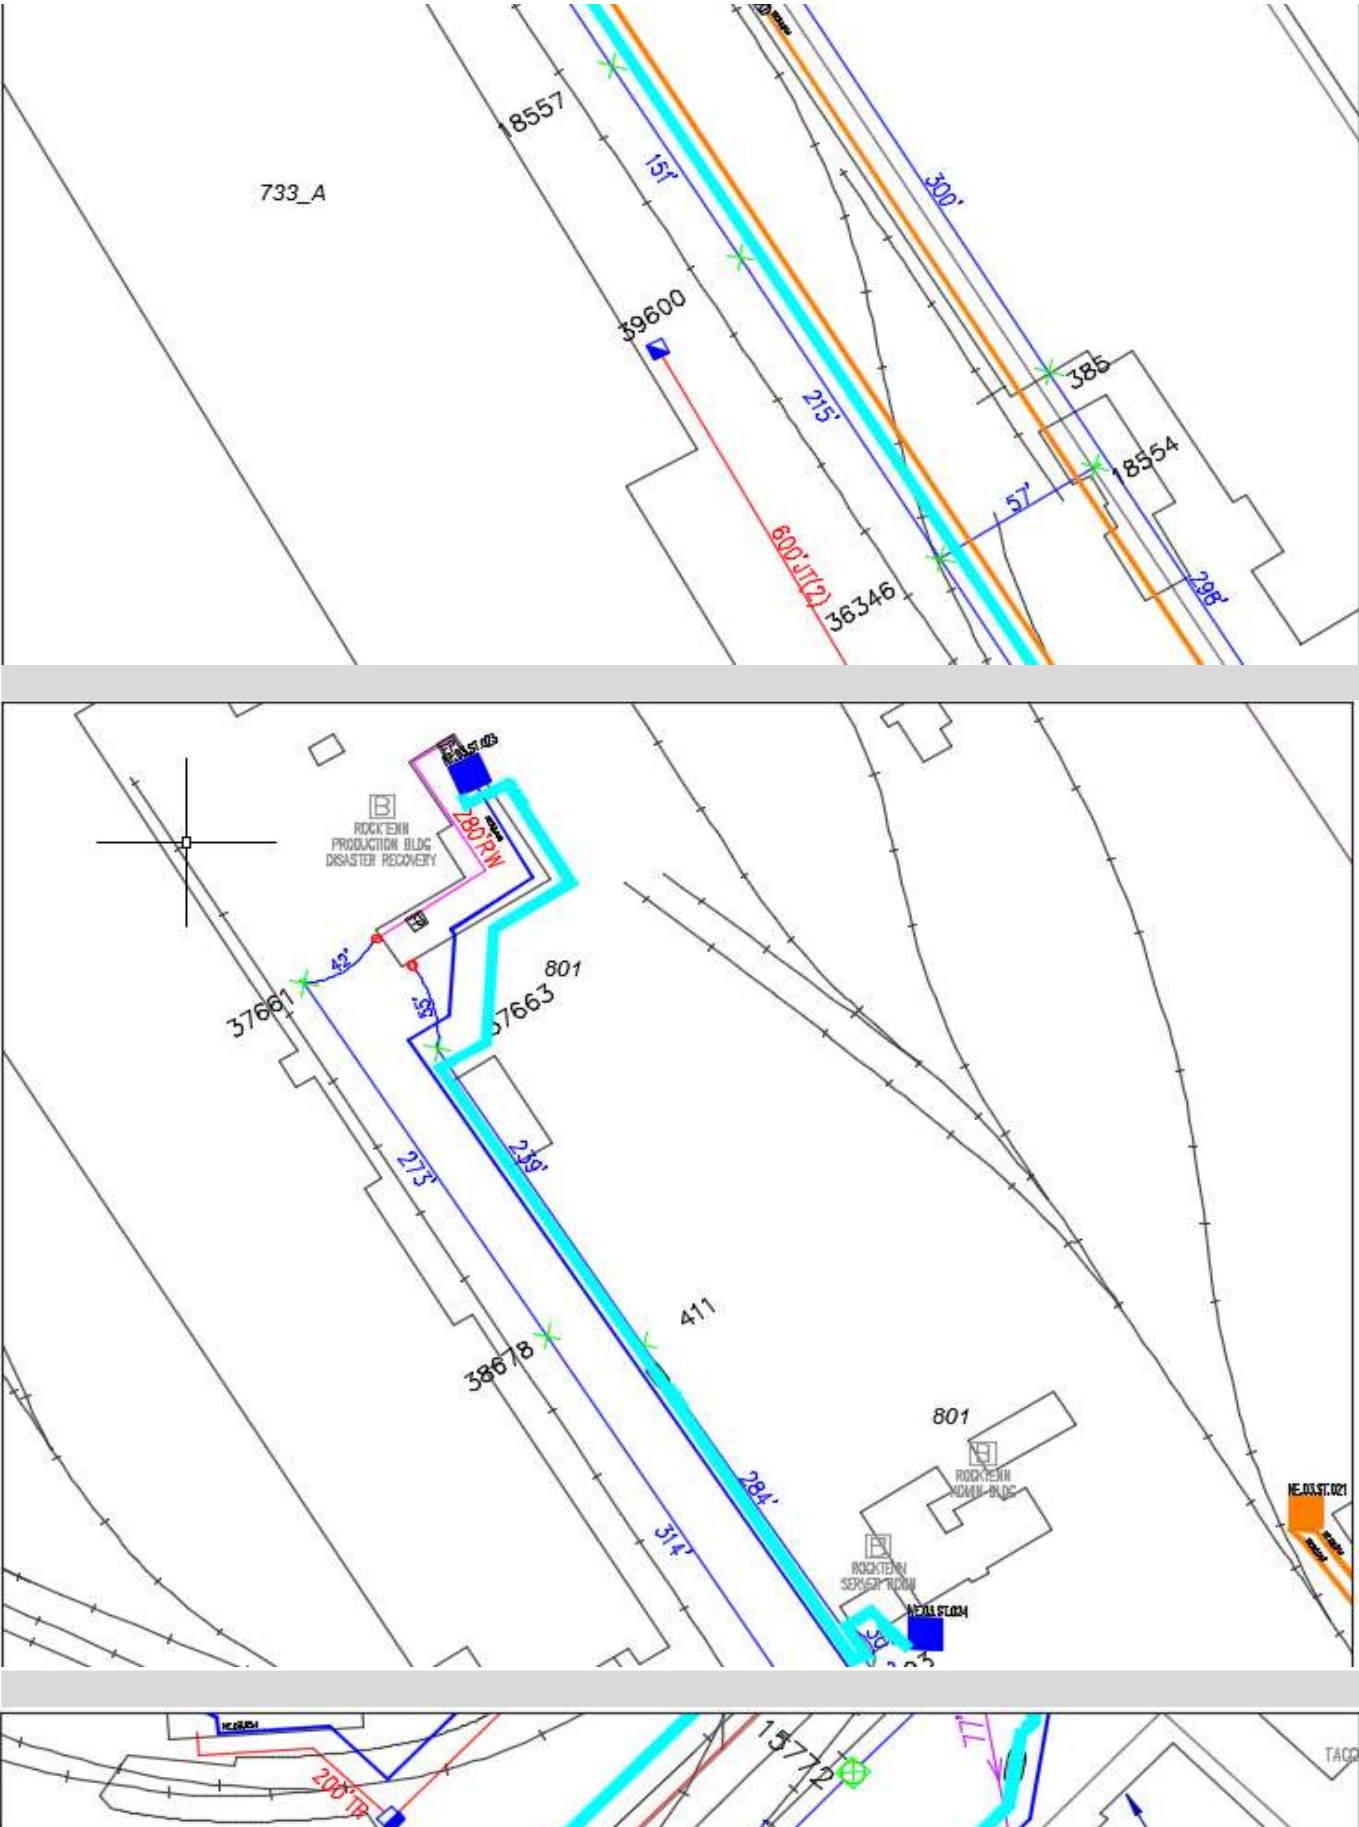 18557
151'
733_A
300'
39600
385
215'
18554
57'
600'JT(2)
36346
298'
B
ROCKTENN
PRODUCTION BLDG
DISASTER RECOVERY
280'RW
42'
801
37661
55'
37663
239'
273'
411
38678
801
B
ROCKTENN
ADMIN BLDG
284'
NE.03.ST.021
314'
B
ROCKTENN
SERVER ROOM
NE.03.ST.024
39'
15772
77'
200'TR